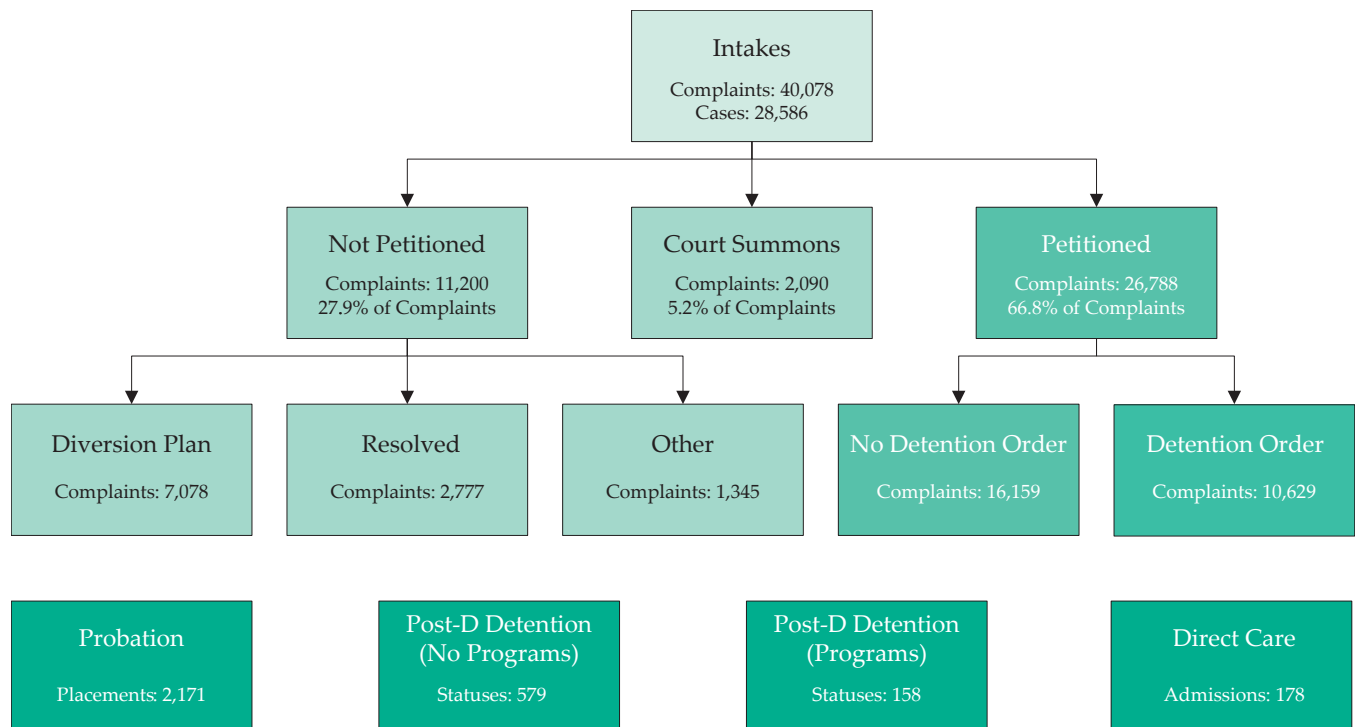 Intakes
Complaints: 40,078
Cases: 28,586
Not Petitioned
Complaints: 11,200
27.9% of Complaints
Court Summons
Complaints: 2,090
5.2% of Complaints
Petitioned
Complaints: 26,788
66.8% of Complaints
Diversion Plan
Complaints: 7,078
Resolved
Complaints: 2,777
Other
Complaints: 1,345
No Detention Order
Complaints: 16,159
Detention Order
Complaints: 10,629
Probation
Placements: 2,171
Post-D Detention
(No Programs)
Statuses: 579
Post-D Detention
(Programs)
Statuses: 158
Direct Care
Admissions: 178